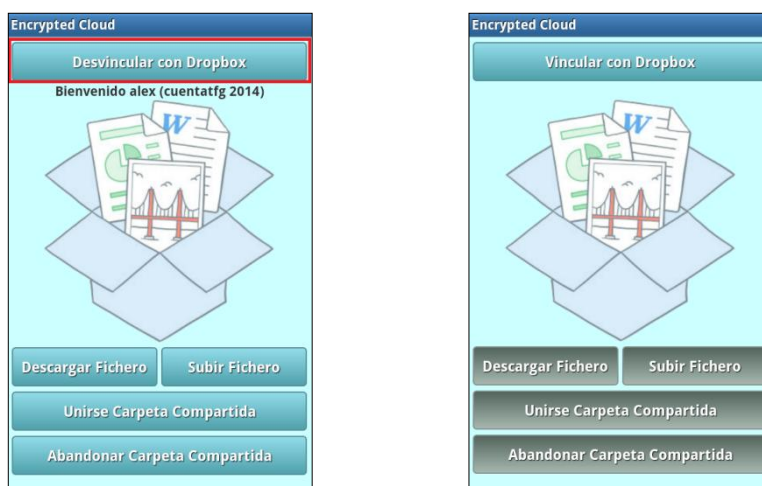 Encrypted Cloud
Desvincular con Dropbox
Bienvenido alex (cuentatfg 2014)
W
Descargar Fichero
Subir Fichero
Unirse Carpeta Compartida
Abandonar Carpeta Compartida
Encrypted Cloud
Vincular con Dropbox
W
Descargar Fichero
Subir Fichero
Unirse Carpeta Compartida
Abandonar Carpeta Compartida